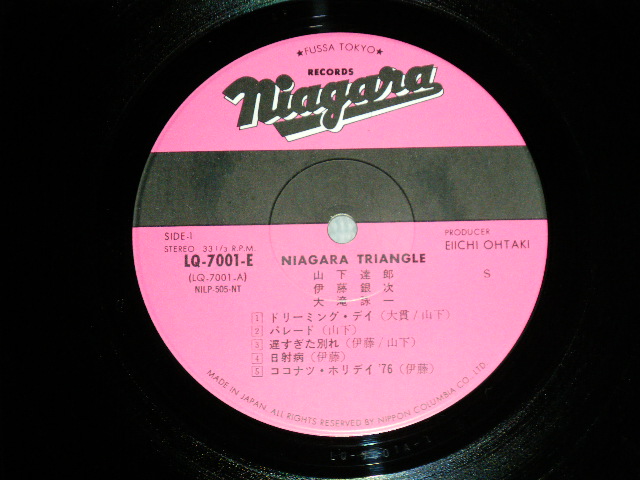 ★FUSSA TOKYO★
RECORDS
Niagara
SIDE-1
STEREO 33 1/3 R.P.M.
LQ-7001-E
(LQ-7001-A)
NILP-505-NT
PRODUCER
EIICHI OHTAKI
NIAGARA TRIANGLE
S
山下達郎
伊藤銀次
大滝詠一
1 ドリーミング・デイ(大貫/山下)
2 パレード(山下)
3 遅すぎた別れ(伊藤/山下)
4 日射病(伊藤)
5 ココナツ・ホリデイ '76(伊藤)
MADE IN JAPAN. ALL RIGHTS RESERVED BY NIPPON COLUMBIA CO., LTD.